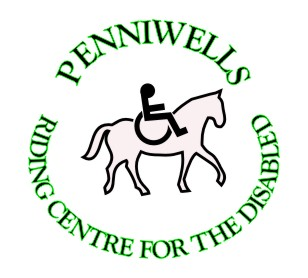 PENNIWELLS
RIDING CENTRE FOR THE DISABLED